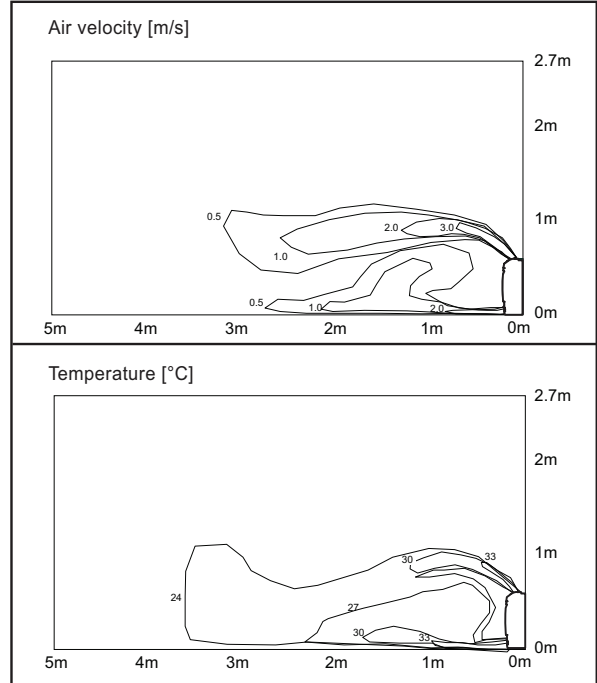 Air velocity [m/s]
2.7m
2m
0.5
2.0
3.0
1m
1.0
0.5
1.0
2.0
0m
5m 4m 3m 2m 1m 0m
Temperature [°C]
2.7m
2m
30
33
1m
24
27
30
33
0m
5m 4m 3m 2m 1m 0m